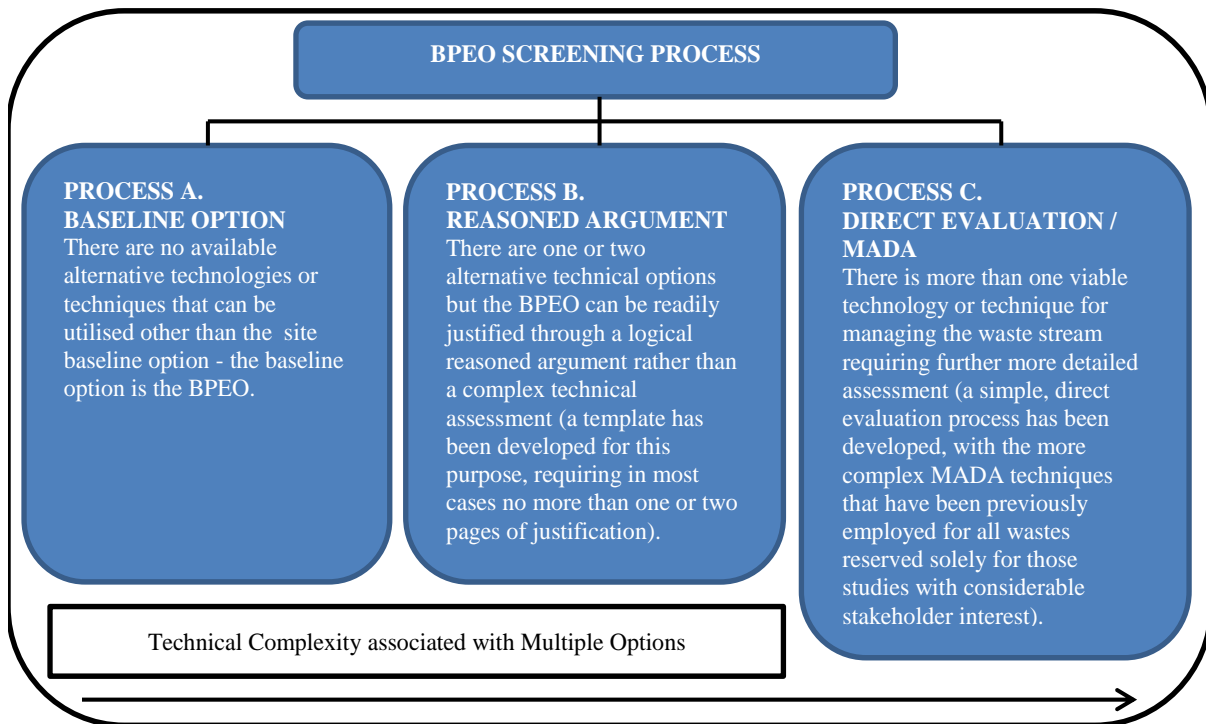 BPEO SCREENING PROCESS
PROCESS A.
BASELINE OPTION
There are no available
alternative technologies or
techniques that can be
utilised other than the site
baseline option - the baseline
option is the BPEO.
PROCESS B.
REASONED ARGUMENT
There are one or two
alternative technical options
but the BPEO can be readily
justified through a logical
reasoned argument rather than
a complex technical
assessment (a template has
been developed for this
purpose, requiring in most
cases no more than one or two
pages of justification).
PROCESS C.
DIRECT EVALUATION /
MADA
There is more than one viable
technology or technique for
managing the waste stream
requiring further more detailed
assessment (a simple, direct
evaluation process has been
developed, with the more
complex MADA techniques
that have been previously
employed for all wastes
reserved solely for those
studies with considerable
stakeholder interest).
Technical Complexity associated with Multiple Options